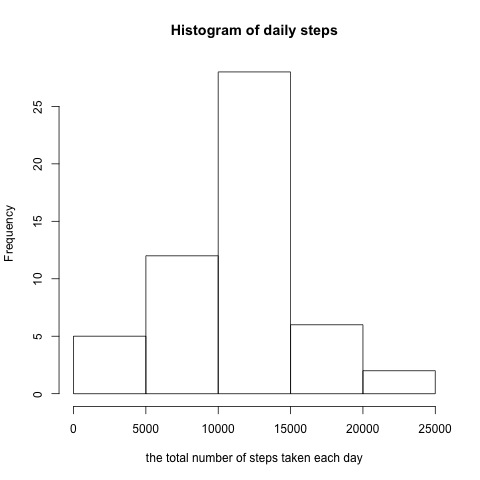 Histogram of daily steps
Frequency
25
20
15
10
5
0
0 5000 10000 15000 20000 25000
the total number of steps taken each day